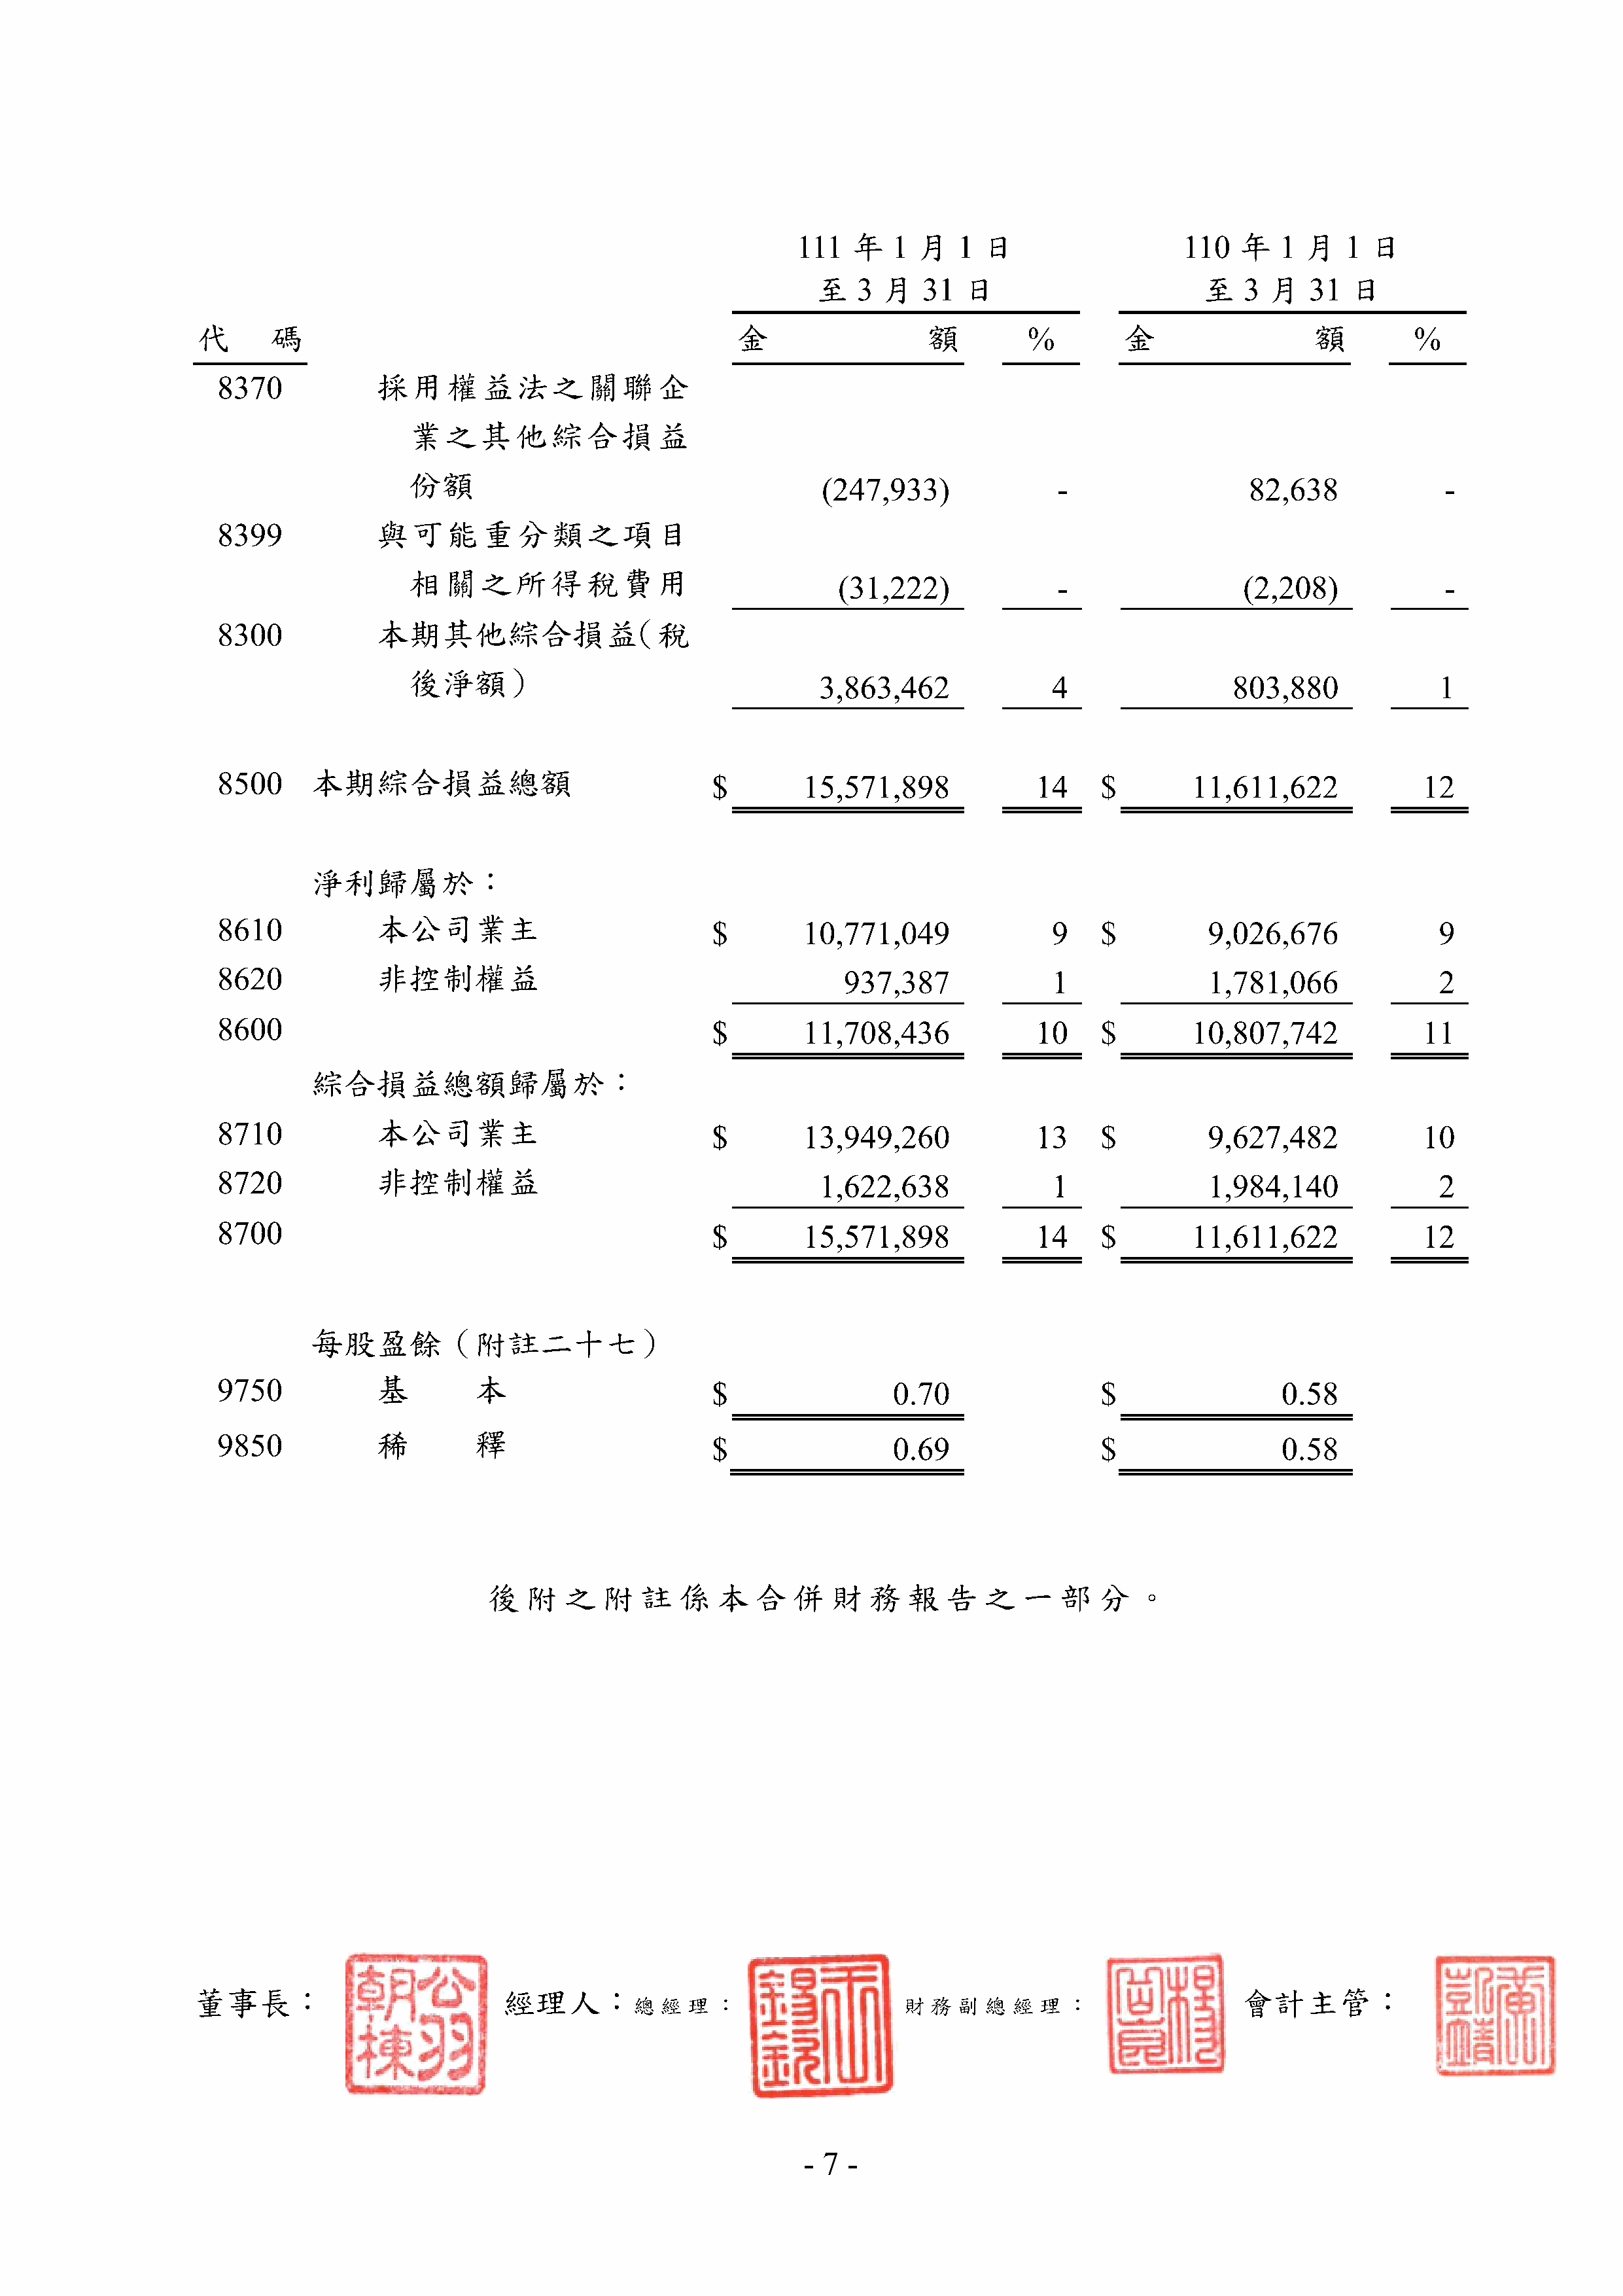 111 年 1 月 1 日 110 年 1 月 1 日
至 3 月 31 日 至 3 月 31 日
代 碼 金 額 % 金 額 %
8370 採用權益法之關聯企
業之其他綜合損益
份額 (247,933) - 82,638 -
8399 與可能重分類之項目
相關之所得稅費用 (31,222) - (2,208) -
8300 本期其他綜合損益(稅
後淨額) 3,863,462 4 803,880 1
8500 本期綜合損益總額 $ 15,571,898 14 $ 11,611,622 12
淨利歸屬於：
8610 本公司業主 $ 10,771,049 9 $ 9,026,676 9
8620 非控制權益 937,387 1 1,781,066 2
8600 $ 11,708,436 10 $ 10,807,742 11
綜合損益總額歸屬於：
8710 本公司業主 $ 13,949,260 13 $ 9,627,482 10
8720 非控制權益 1,622,638 1 1,984,140 2
8700 $ 15,571,898 14 $ 11,611,622 12
每股盈餘（附註二十七）
9750 基 本 $ 0.70 $ 0.58
9850 稀 釋 $ 0.69 $ 0.58
後附之附註係本合併財務報告之一部分。
董事長： 公羽朝棟 經理人：總經理： 財務副總經理： 會計主管：
- 7 -